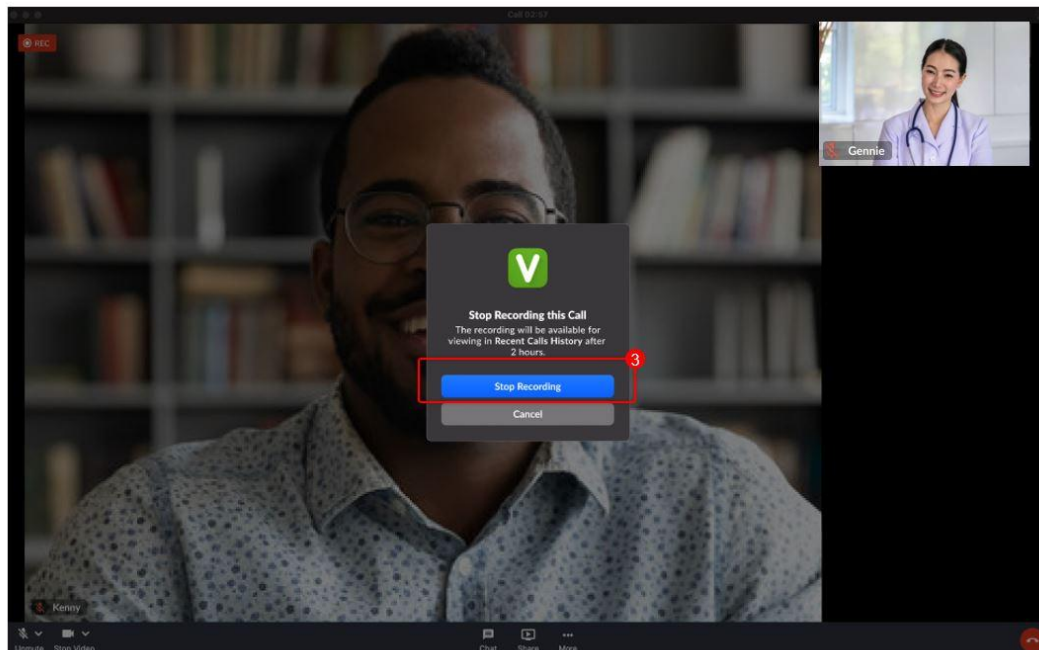 Call 02:57
REC
Gennie
V
Stop Recording this Call
The recording will be available for
viewing in Recent Calls History after
2 hours.
3
Stop Recording
Cancel
Kenny
Unmute Stop Video Chat Share More